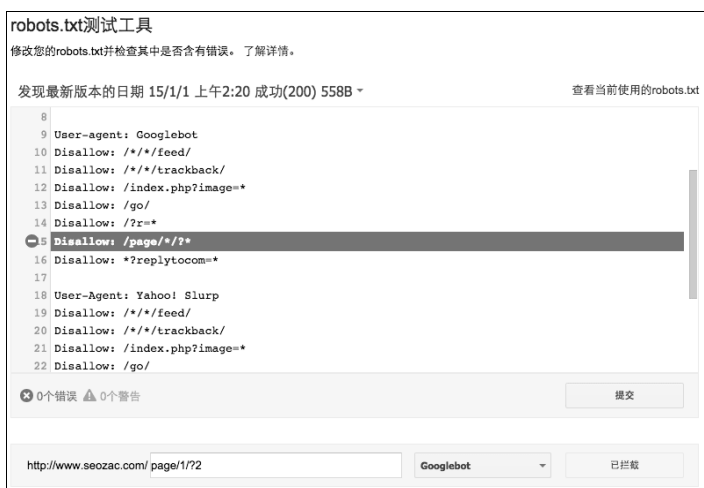 robots.txt测试工具
修改您的robots.txt并检查其中是否含有错误。 了解详情。
发现最新版本的日期 15/1/1 上午2:20 成功(200) 558B
查看当前使用的robots.txt
8
9 User-agent: Googlebot
10 Disallow: /*/*/feed/
11 Disallow: /*/*/trackback/
12 Disallow: /index.php?image=*
13 Disallow: /go/
14 Disallow: /?r=*
15 Disallow: /page/*/?*
16 Disallow: *?replytocom=*
17
18 User-Agent: Yahoo! Slurp
19 Disallow: /*/*/feed/
20 Disallow: /*/*/trackback/
21 Disallow: /index.php?image=*
22 Disallow: /go/
0个错误 0个警告
提交
http://www.seozac.com/ page/1/?2
Googlebot
已拦截